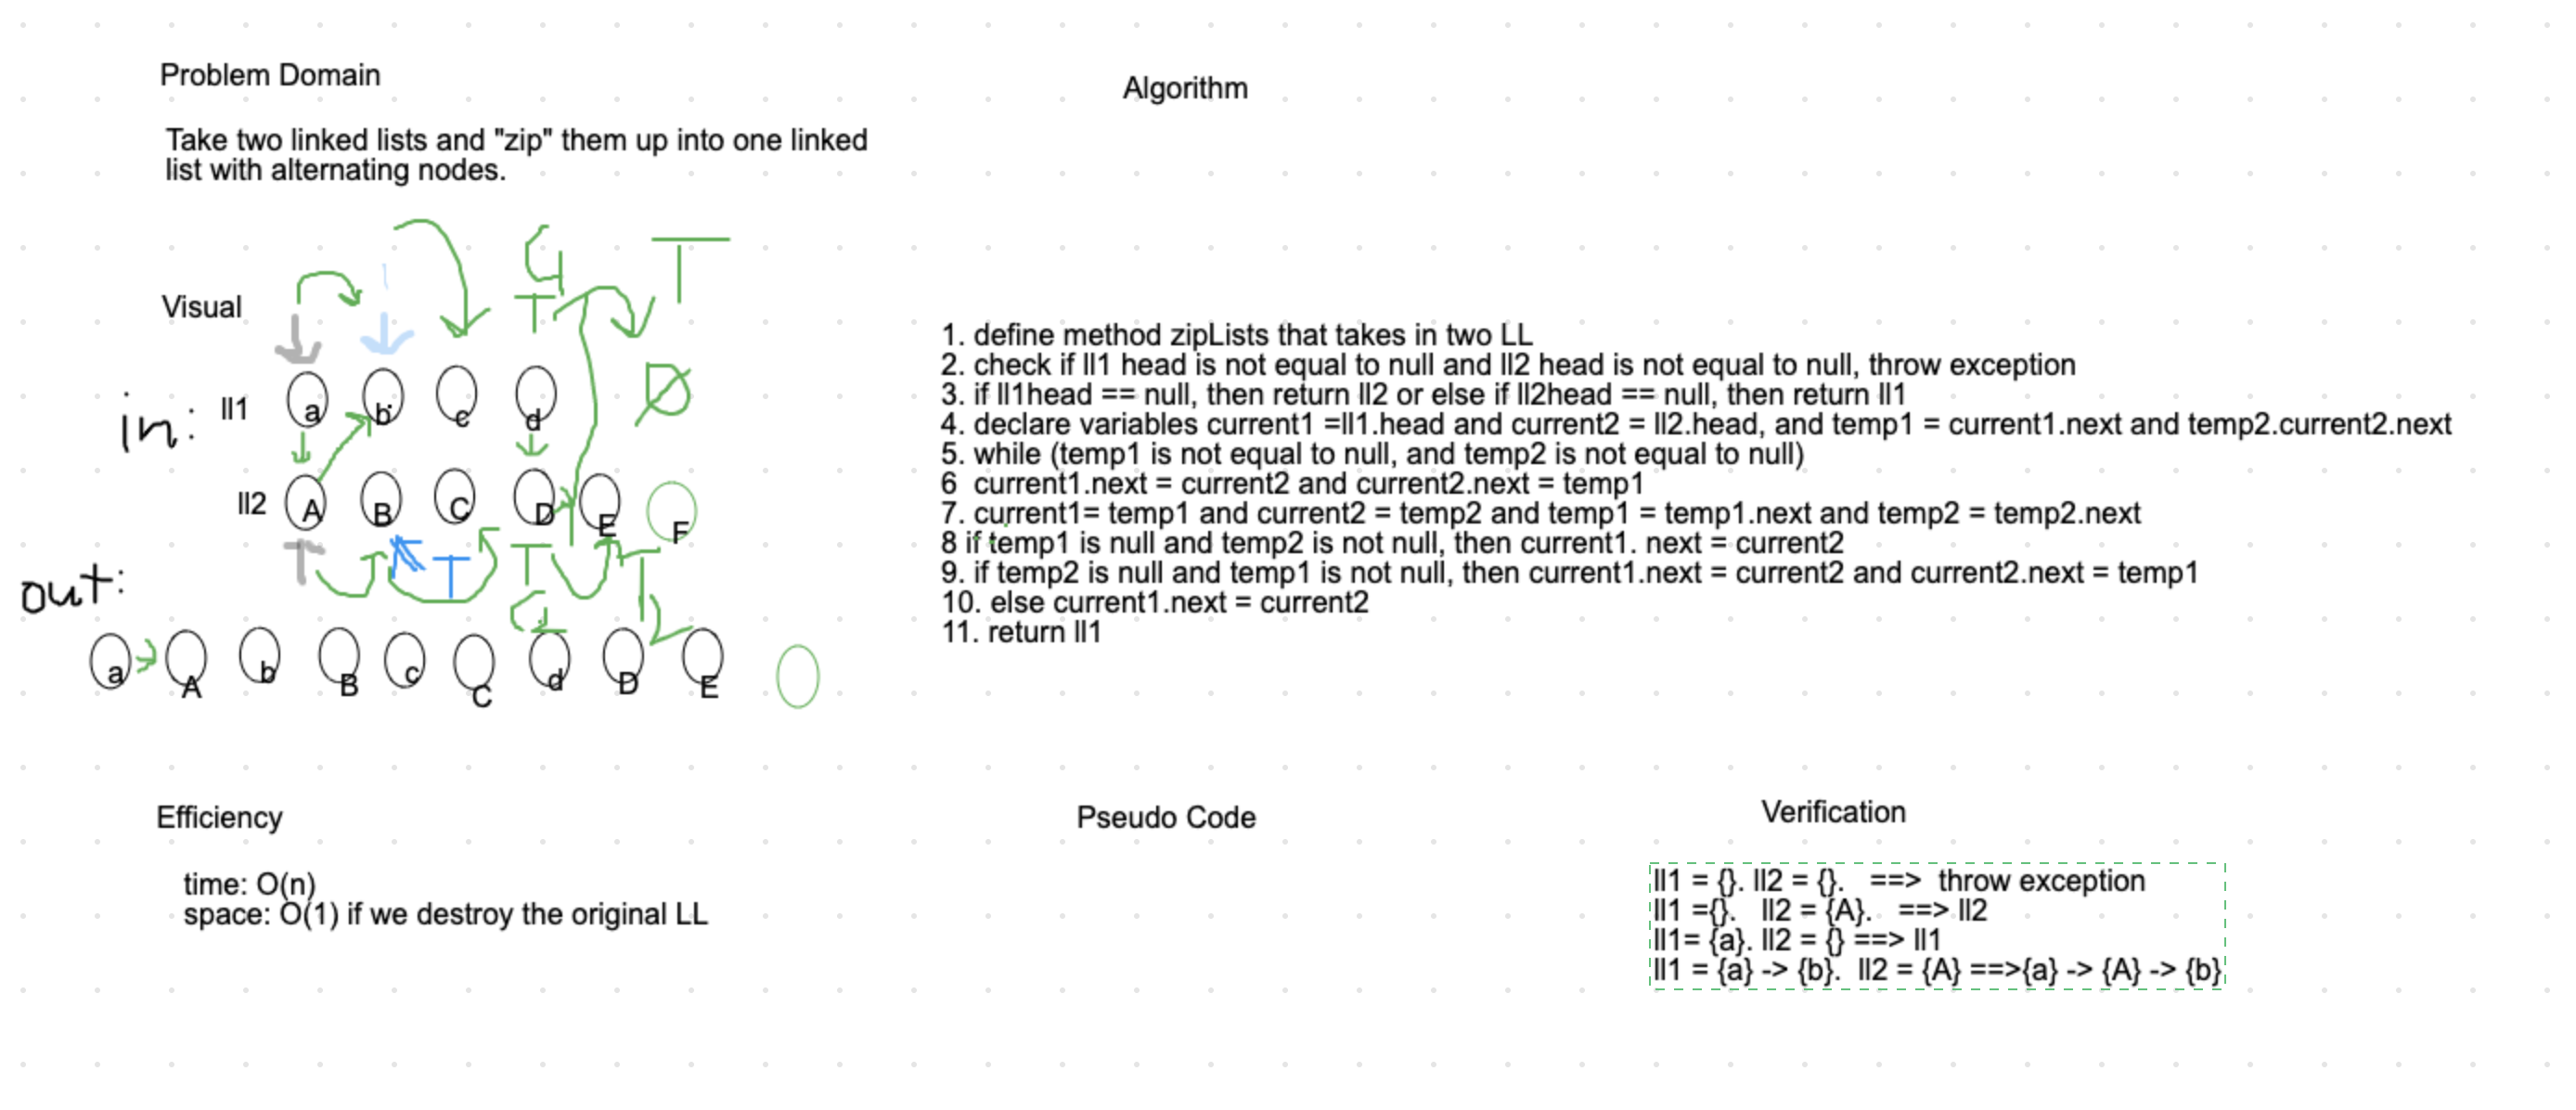 Problem Domain
Take two linked lists and "zip" them up into one linked
list with alternating nodes.
Visual
C1
T
T
in:
ll1
a
b
c
d
ll2
A
B
C
D
E
F
T
T
T
T
C2
out:
a
A
b
B
c
C
d
D
E
Algorithm
1. define method zipLists that takes in two LL
2. check if ll1 head is not equal to null and ll2 head is not equal to null, throw exception
3. if ll1head == null, then return ll2 or else if ll2head == null, then return ll1
4. declare variables current1 =ll1.head and current2 = ll2.head, and temp1 = current1.next and temp2.current2.next
5. while (temp1 is not equal to null, and temp2 is not equal to null)
6  current1.next = current2 and current2.next = temp1
7. current1= temp1 and current2 = temp2 and temp1 = temp1.next and temp2 = temp2.next
8 if temp1 is null and temp2 is not null, then current1. next = current2
9. if temp2 is null and temp1 is not null, then current1.next = current2 and current2.next = temp1
10. else current1.next = current2
11. return ll1
Efficiency
time: O(n)
space: O(1) if we destroy the original LL
Pseudo Code
Verification
ll1 = {}. ll2 = {}.   ==>  throw exception
ll1 ={}.   ll2 = {A}.   ==> ll2
ll1= {a}. ll2 = {} ==> ll1
ll1 = {a} -> {b}.  ll2 = {A} ==>{a} -> {A} -> {b}